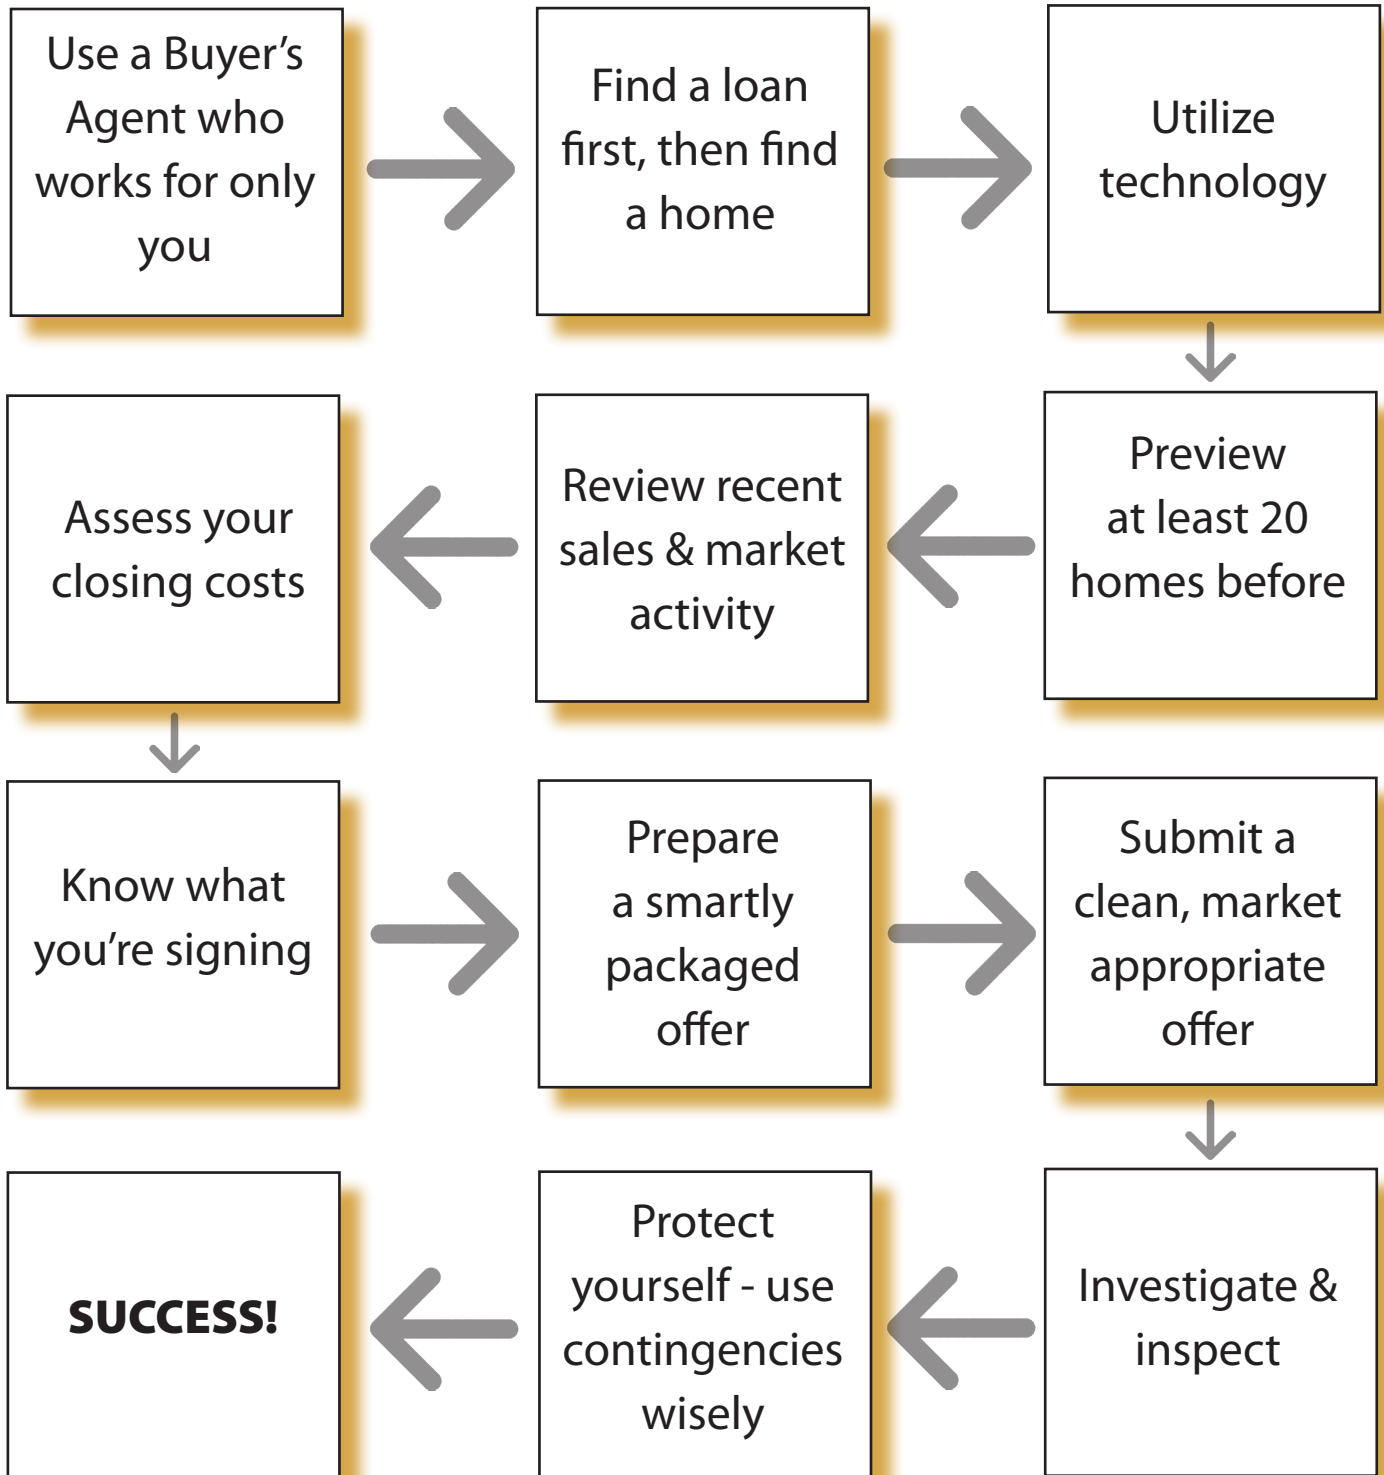 Use a Buyer’s
Agent who
works for only
you
Find a loan
first, then find
a home
Utilize
technology
Preview
at least 20
homes before
Review recent
sales & market
activity
Assess your
closing costs
Know what
you’re signing
Prepare
a smartly
packaged
offer
Submit a
clean, market
appropriate
offer
Investigate &
inspect
Protect
yourself - use
contingencies
wisely
SUCCESS!